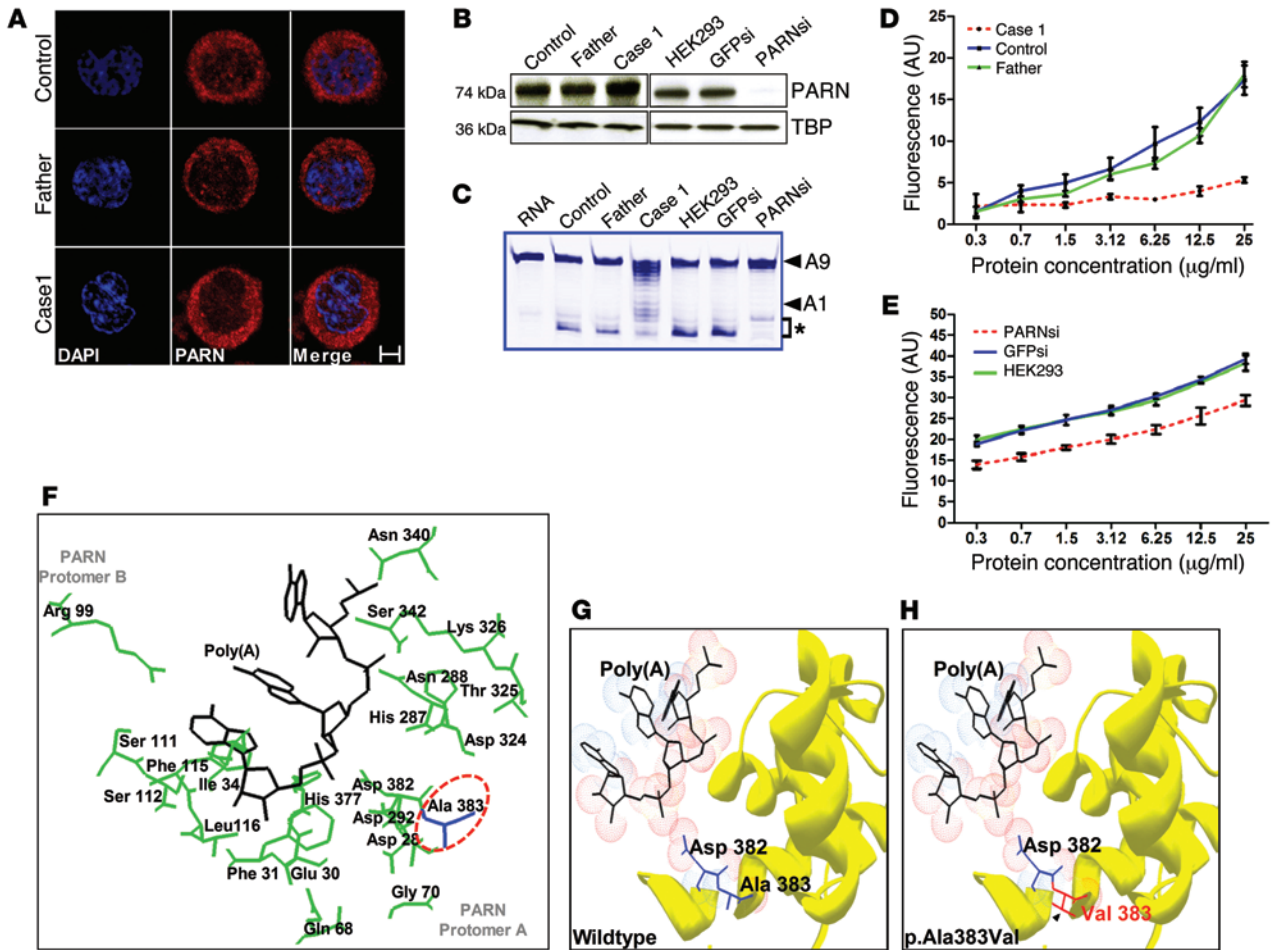 A
Control
Father
Case1
DAPI
PARN
Merge
B
Control
Father
Case 1
HEK293
GFPsi
PARNsi
74 kDa
PARN
36 kDa
TBP
C
RNA
Control
Father
Case 1
HEK293
GFPsi
PARNsi
A9
A1
*
D
Fluorescence (AU)
25
20
15
10
5
0
Case 1
Control
Father
0.3 0.7 1.5 3.12 6.25 12.5 25
Protein concentration (μg/ml)
E
Fluorescence (AU)
50
45
40
35
30
25
20
15
10
5
0
PARNsi
GFPsi
HEK293
0.3 0.7 1.5 3.12 6.25 12.5 25
Protein concentration (μg/ml)
F
PARN
Protomer B
Arg 99
Asn 340
Ser 342
Lys 326
Poly(A)
Asn 288
Thr 325
His 287
Asp 324
Ser 111
Phe 115
Ser 112
Ile 34
His 377
Asp 382
Ala 383
Asp 292
Asp 28
Leu116
Phe 31
Glu 30
Gly 70
Gln 68
PARN
Protomer A
G
Poly(A)
Asp 382
Ala 383
Wildtype
H
Poly(A)
Asp 382
Val 383
p.Ala383Val